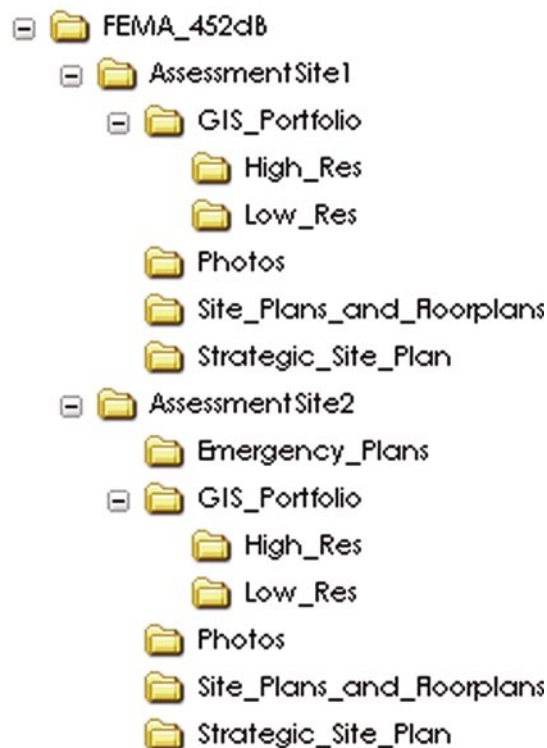 FEMA_452dB
AssessmentSite1
GIS_Portfolio
High_Res
Low_Res
Photos
Site_Plans_and_Floorplans
Strategic_Site_Plan
AssessmentSite2
Emergency_Plans
GIS_Portfolio
High_Res
Low_Res
Photos
Site_Plans_and_Floorplans
Strategic_Site_Plan